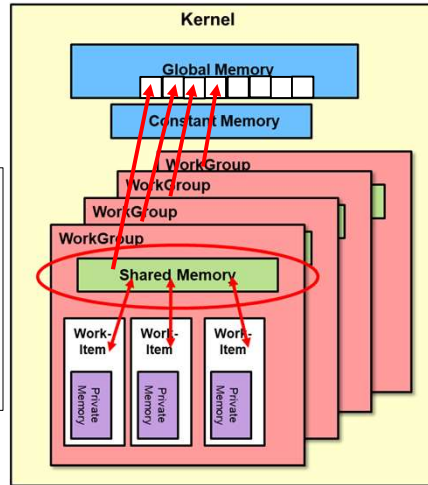 Kernel
Global Memory
Constant Memory
WorkGroup
WorkGroup
WorkGroup
WorkGroup
Shared Memory
Work-
Item
Work-
Item
Work-
Item
Private
Memory
Private
Memory
Private
Memory